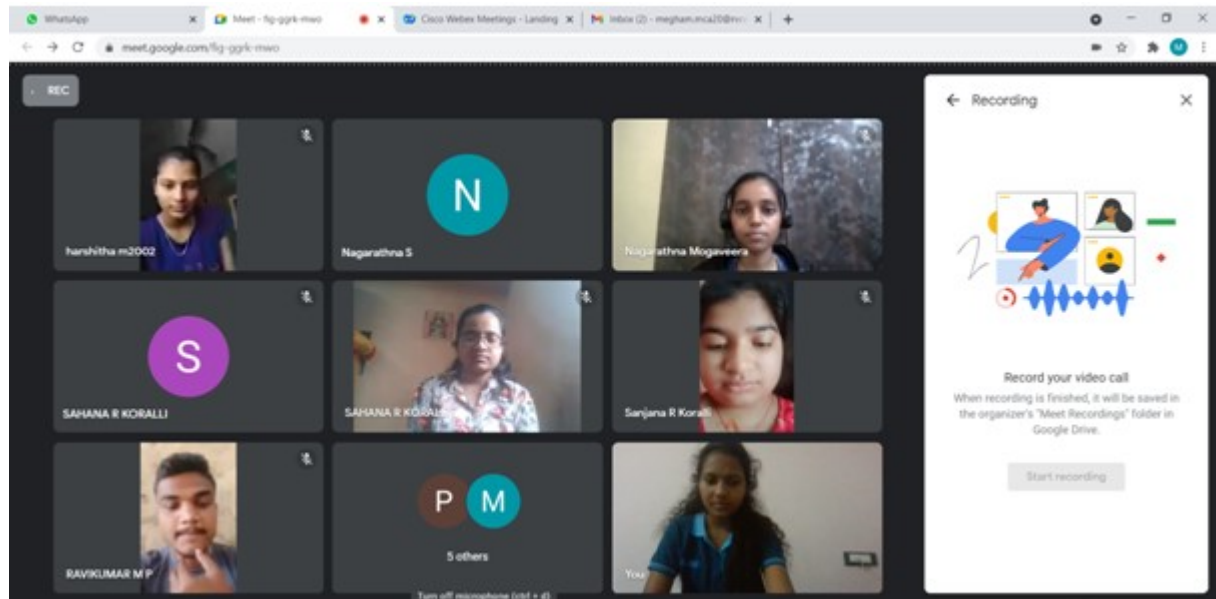 WhatsApp
Meet - fig-ggrk-mwo
Cisco Webex Meetings - Landing
Inbox (2) - megham.mca20@
meet.google.com/fig-ggrk-mwo
M
REC
Recording
harshitha m2002
N
Nagarathna S
Nagarathna Mogaveera
S
SAHANA R KORALLI
SAHANA R KORALLI
Sanjana R Koralli
Record your video call
When recording is finished, it will be saved in
the organizer's "Meet Recordings" folder in
Google Drive.
Start recording
RAVIKUMAR M P
P M
5 others
You
Turn off microphone (ctrl + d)